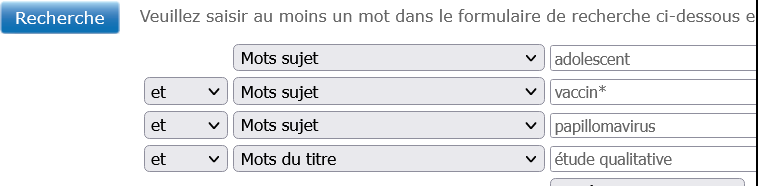 Recherche Veuillez saisir au moins un mot dans le formulaire de recherche ci-dessous e
Mots sujet adolescent
et Mots sujet vaccin*
et Mots sujet papillomavirus
et Mots du titre étude qualitative